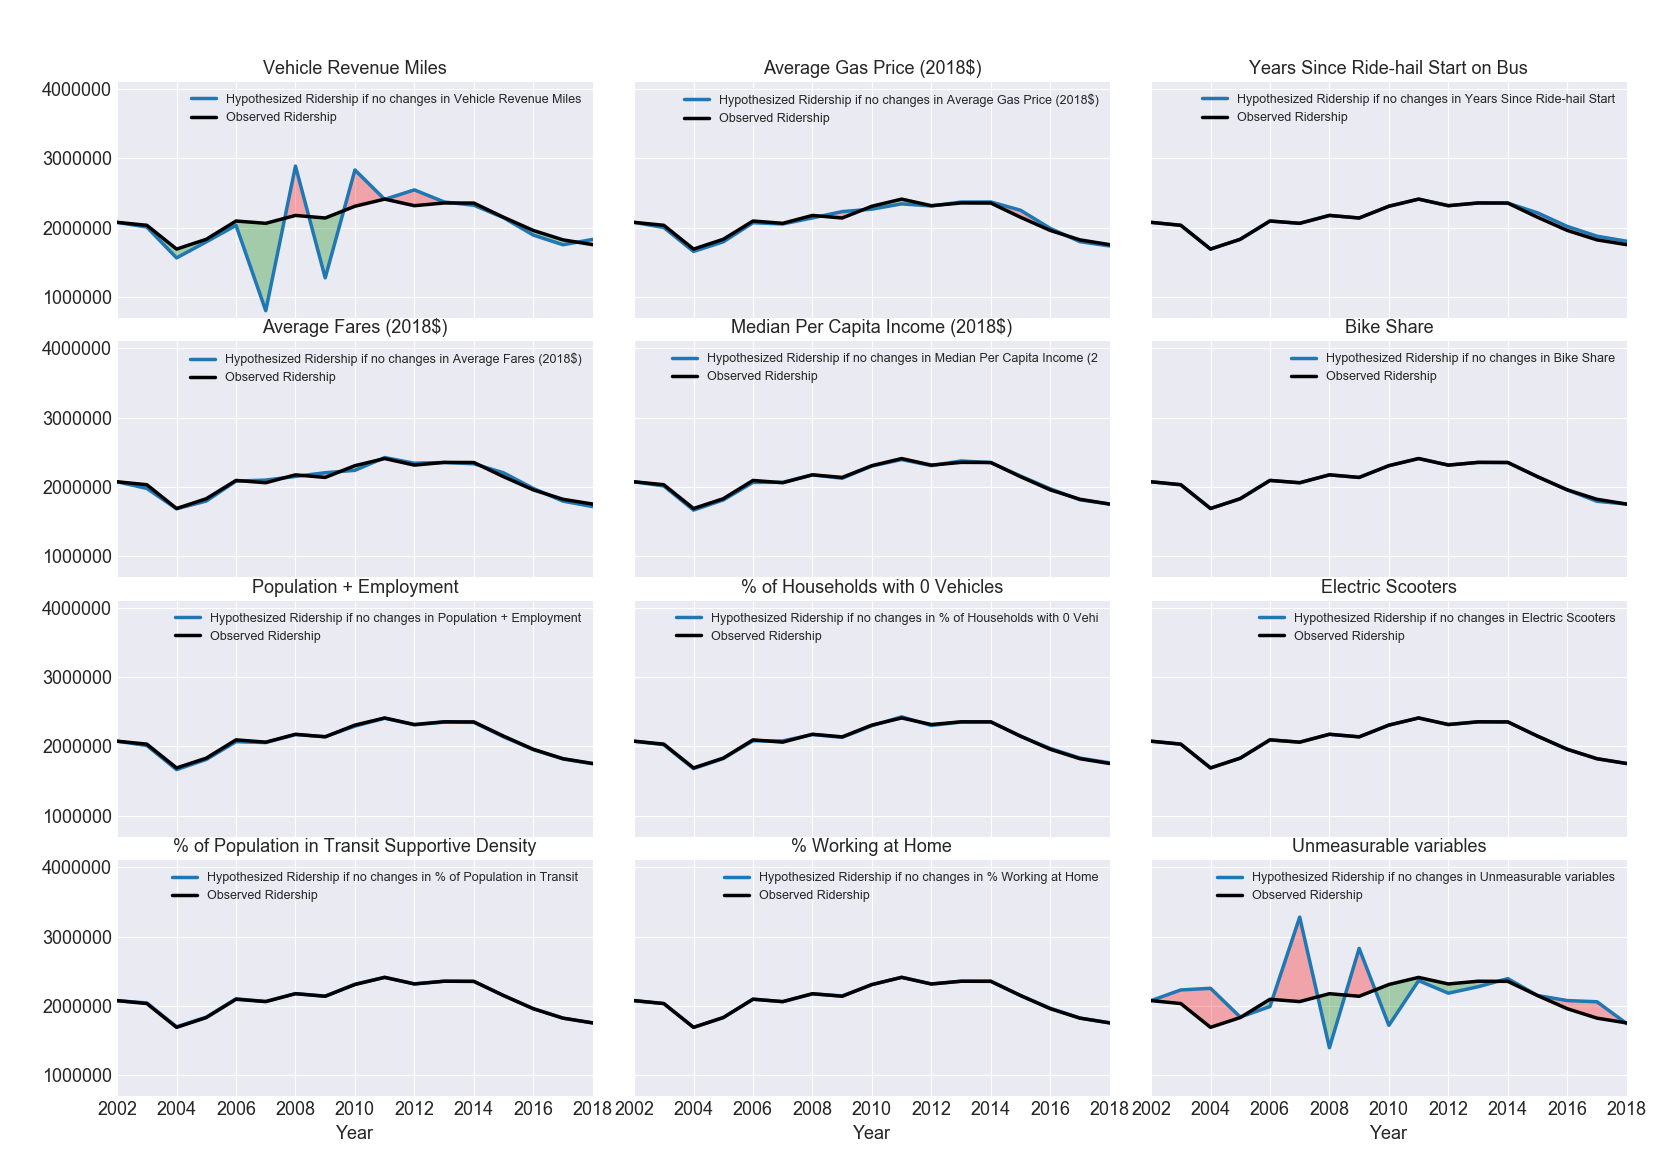 Vehicle Revenue Miles
4000000
3000000
2000000
1000000
Hypothesized Ridership if no changes in Vehicle Revenue Miles
Observed Ridership
Average Gas Price (2018$)
Hypothesized Ridership if no changes in Average Gas Price (2018$)
Observed Ridership
Years Since Ride-hail Start on Bus
Hypothesized Ridership if no changes in Years Since Ride-hail Start
Observed Ridership
Average Fares (2018$)
4000000
3000000
2000000
1000000
Hypothesized Ridership if no changes in Average Fares (2018$)
Observed Ridership
Median Per Capita Income (2018$)
Hypothesized Ridership if no changes in Median Per Capita Income (2
Observed Ridership
Bike Share
Hypothesized Ridership if no changes in Bike Share
Observed Ridership
Population + Employment
4000000
3000000
2000000
1000000
Hypothesized Ridership if no changes in Population + Employment
Observed Ridership
% of Households with 0 Vehicles
Hypothesized Ridership if no changes in % of Households with 0 Vehi
Observed Ridership
Electric Scooters
Hypothesized Ridership if no changes in Electric Scooters
Observed Ridership
% of Population in Transit Supportive Density
4000000
3000000
2000000
1000000
Hypothesized Ridership if no changes in % of Population in Transit
Observed Ridership
2002 2004 2006 2008 2010 2012 2014 2016 2018
Year
% Working at Home
Hypothesized Ridership if no changes in % Working at Home
Observed Ridership
2002 2004 2006 2008 2010 2012 2014 2016 2018
Year
Unmeasurable variables
Hypothesized Ridership if no changes in Unmeasurable variables
Observed Ridership
2002 2004 2006 2008 2010 2012 2014 2016 2018
Year